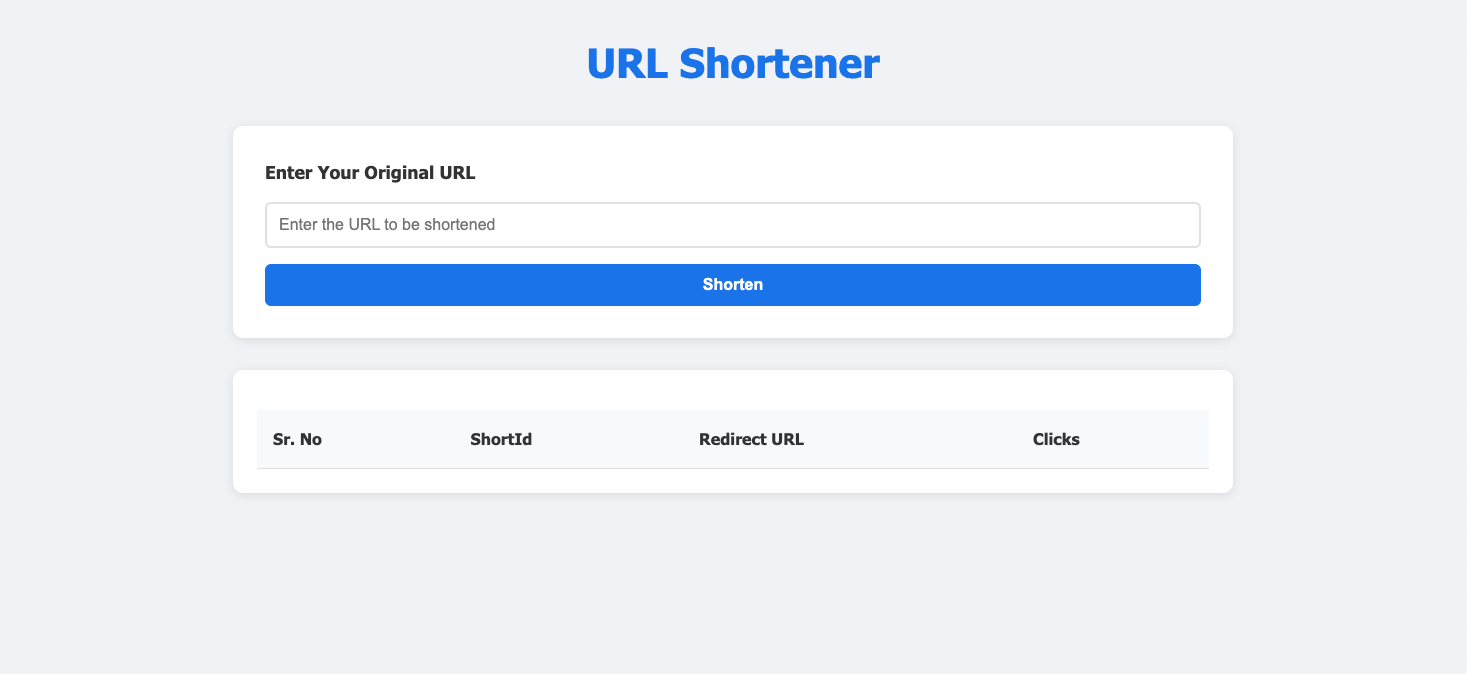 URL Shortener
Enter Your Original URL
Enter the URL to be shortened
Shorten
Sr. No ShortId Redirect URL Clicks